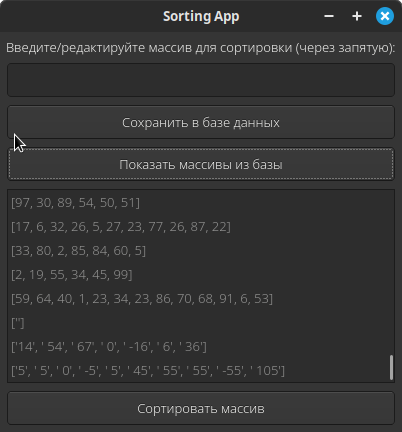 Sorting App
Введите/редактируйте массив для сортировки (через запятую):
Сохранить в базе данных
Показать массивы из базы
[97, 30, 89, 54, 50, 51]
[17, 6, 32, 26, 5, 27, 23, 77, 26, 87, 22]
[33, 80, 2, 85, 84, 60, 5]
[2, 19, 55, 34, 45, 99]
[59, 64, 40, 1, 23, 34, 23, 86, 70, 68, 91, 6, 53]
['']
['14', ' 54', ' 67', ' 0', ' -16', ' 6', ' 36']
['5', ' 5', ' 0', ' -5', ' 5', ' 45', ' 55', ' 55', ' -55', ' 105']
Сортировать массив